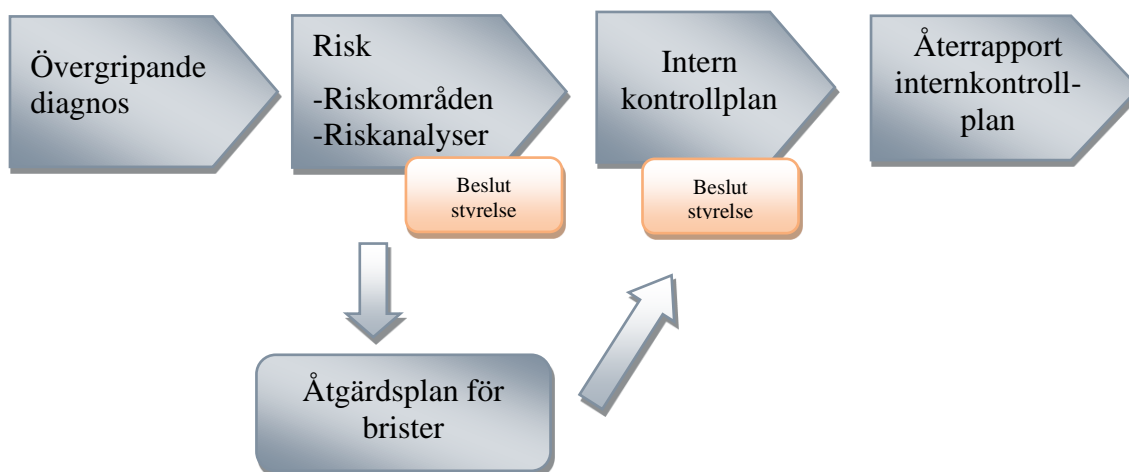 Övergripande
diagnos
Risk
-Riskområden
-Riskanalyser
Beslut
styrelse
Intern
kontrollplan
Beslut
styrelse
Återrapport
internkontroll-
plan
Åtgärdsplan för
brister